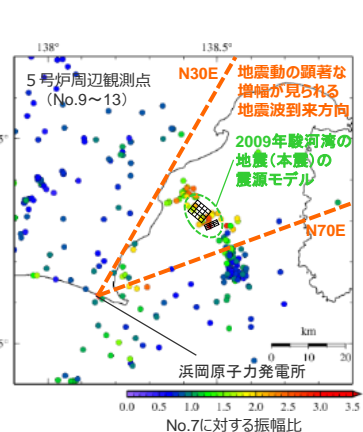 138°
138.5°
5号炉周辺観測点
(No.9～13)
N30E
地震動の顕著な
増幅が見られる
地震波到来方向
2009年駿河湾の
地震(本震)の
震源モデル
N70E
km
0 10 20
浜岡原子力発電所
0.0 0.5 1.0 1.5 2.0 2.5 3.0 3.5
No.7に対する振幅比